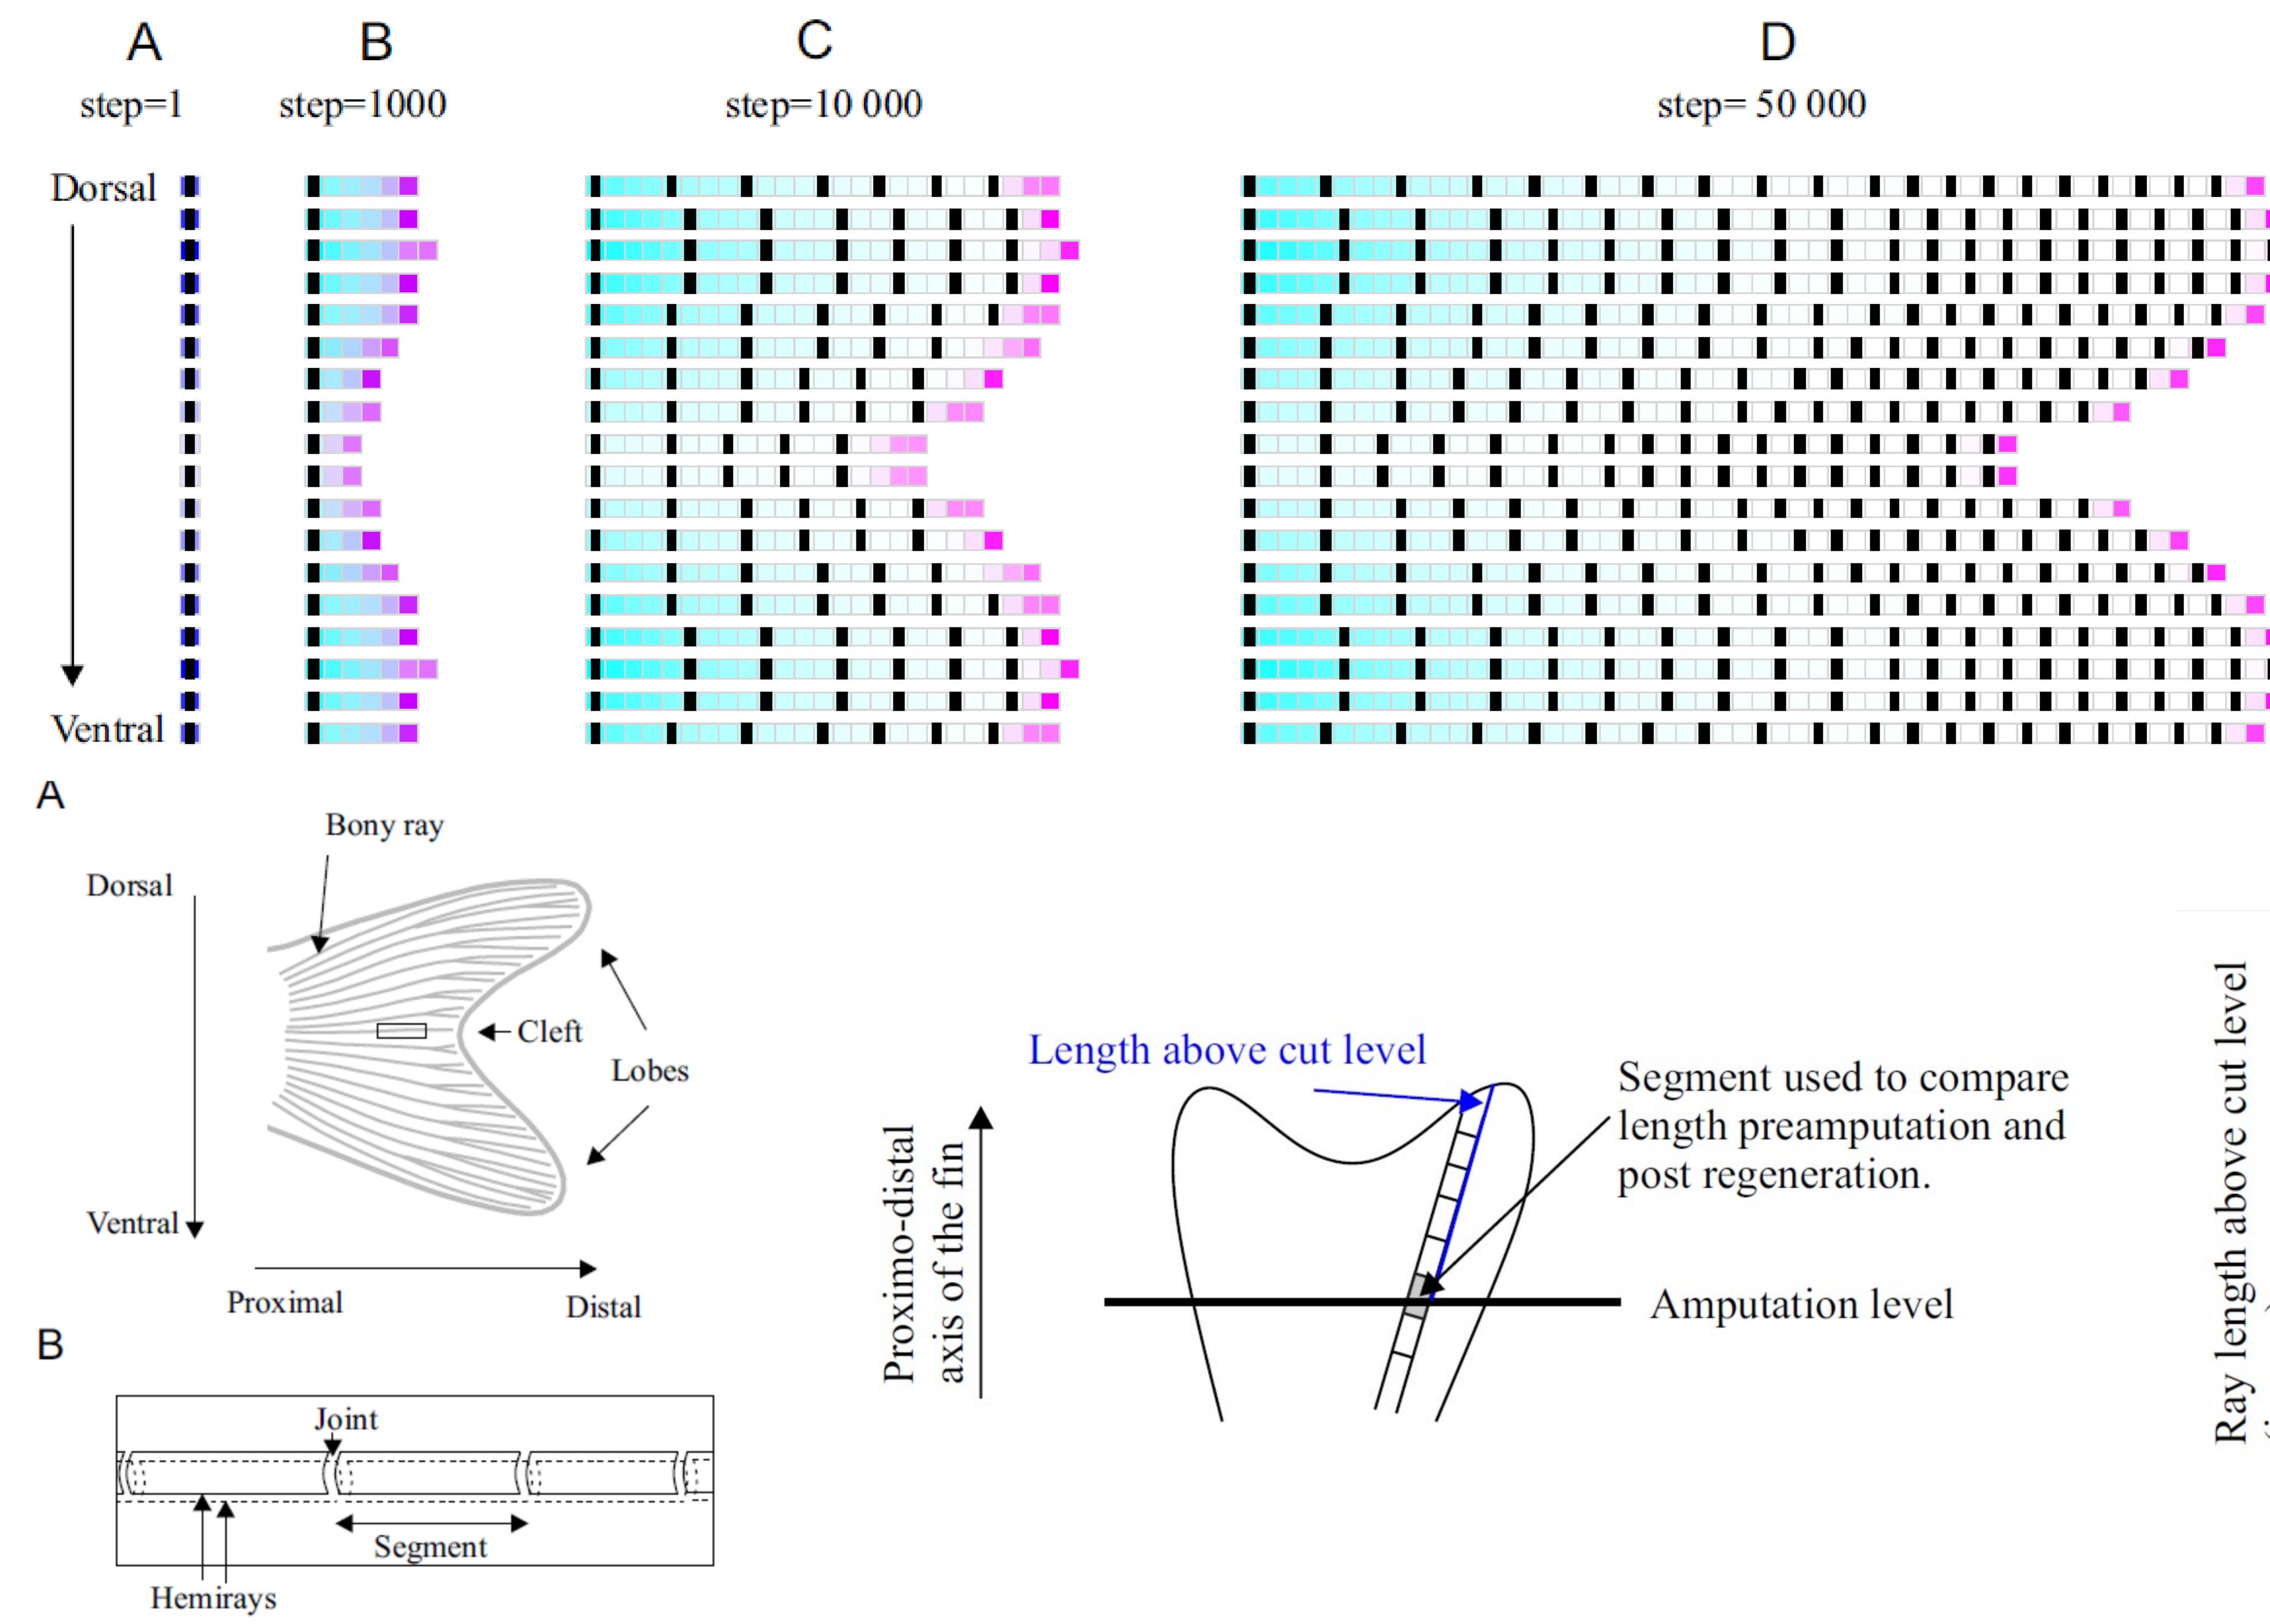 A
B
C
D
step=1
step=1000
step=10 000
step= 50 000
Dorsal
Ventral
A
Bony ray
Dorsal
Cleft
Lobes
Ventral
Proximal
Distal
B
Joint
Segment
Hemirays
Length above cut level
Segment used to compare
length preamputation and
post regeneration.
Proximo-distal
axis of the fin
Amputation level
Ray length above cut level